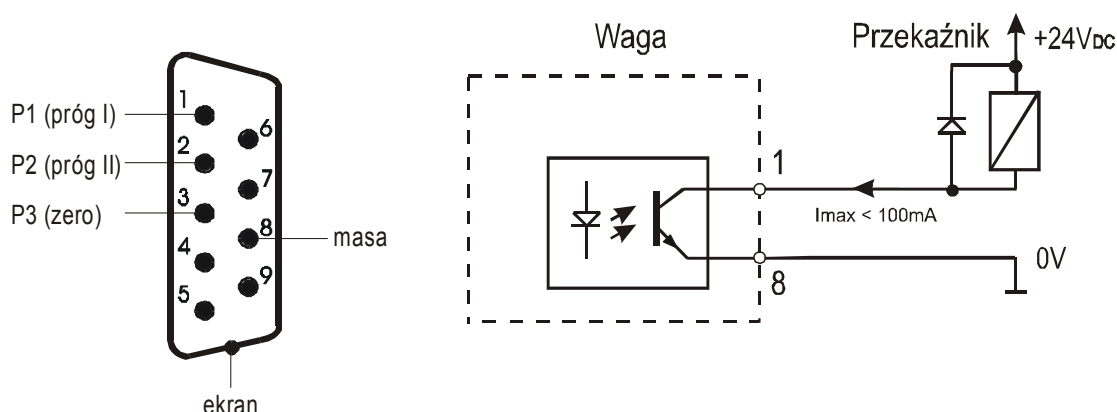 P1 (próg I)
P2 (próg II)
P3 (zero)
1
2
3
4
5
6
7
8
9
masa
ekran
Waga
Przekaźnik
+24VDC
1
Imax < 100mA
8
0V